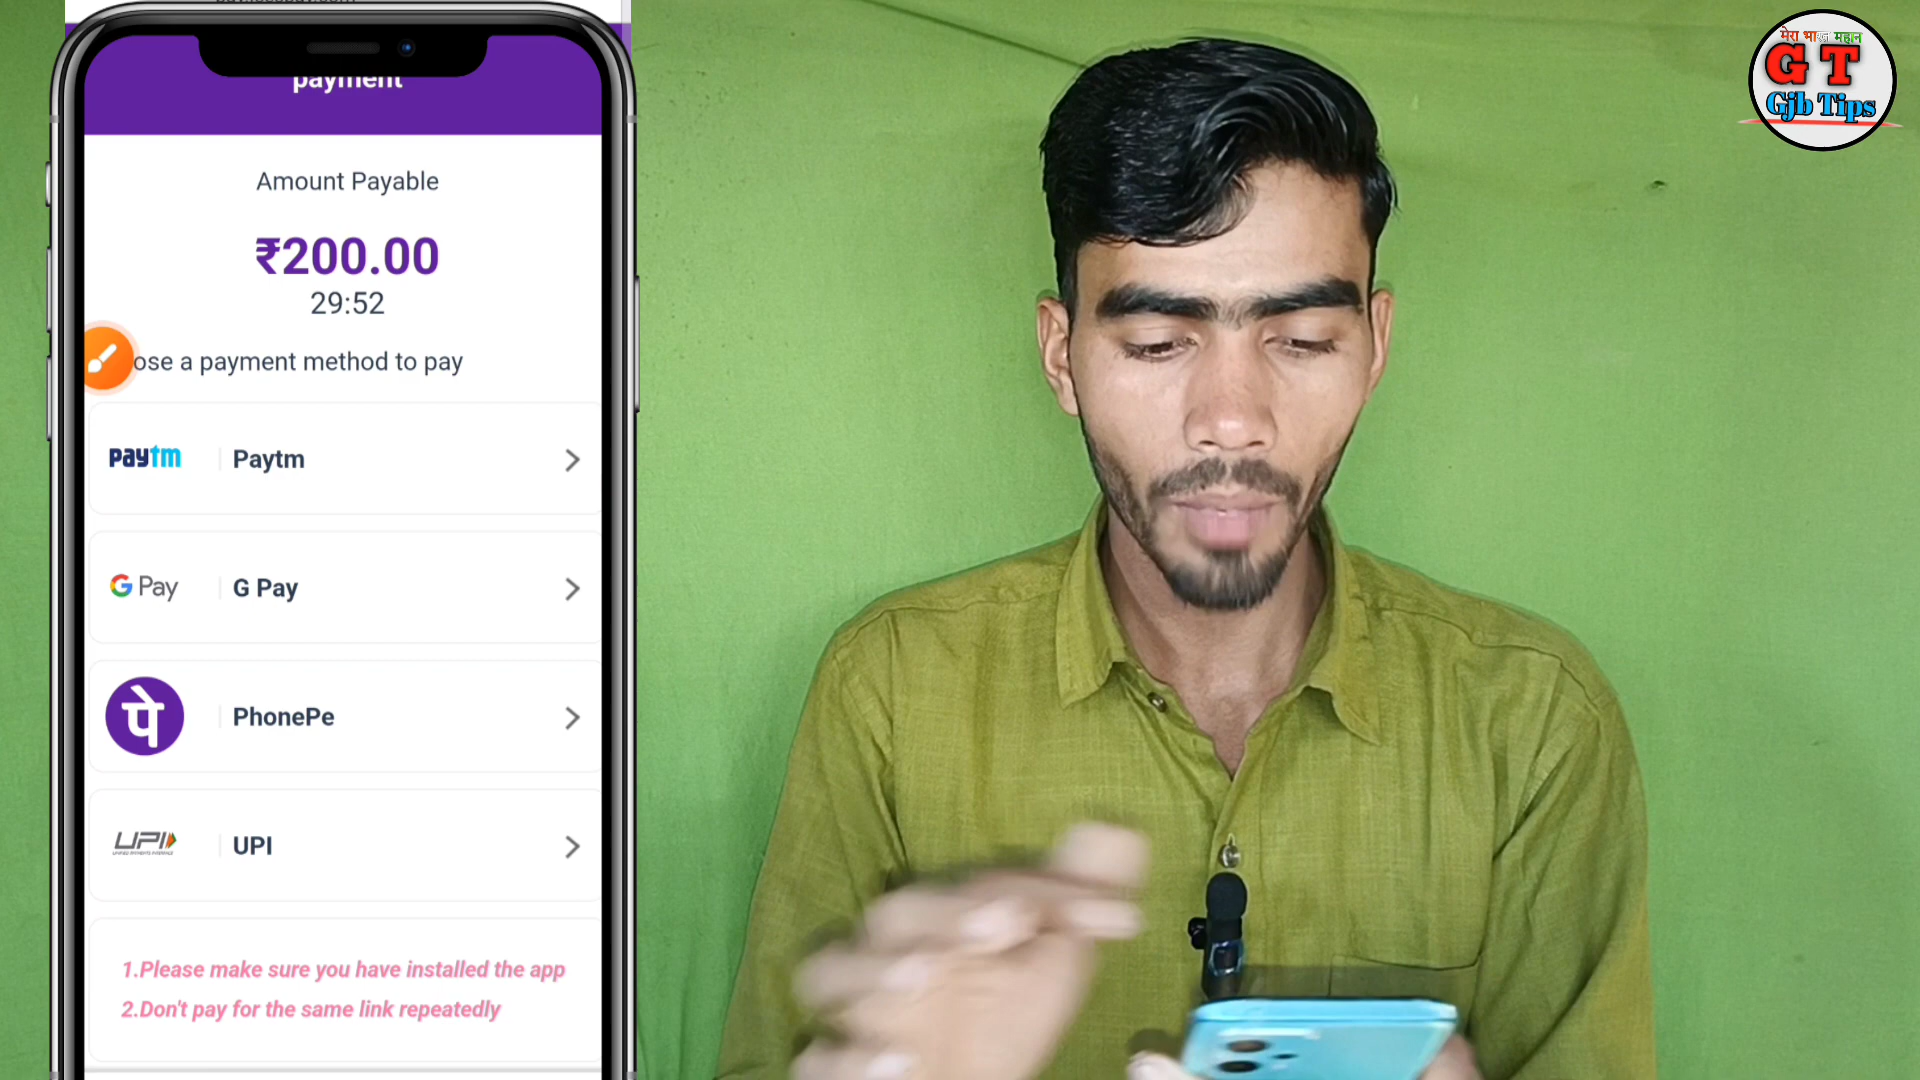 payment
Amount Payable
₹200.00
29:52
ose a payment method to pay
paytm
Paytm
G Pay
G Pay
पे
PhonePe
UPI
UPI
1.Please make sure you have installed the app
2.Don't pay for the same link repeatedly
मेरा भारत महान
G T
Gjb Tips